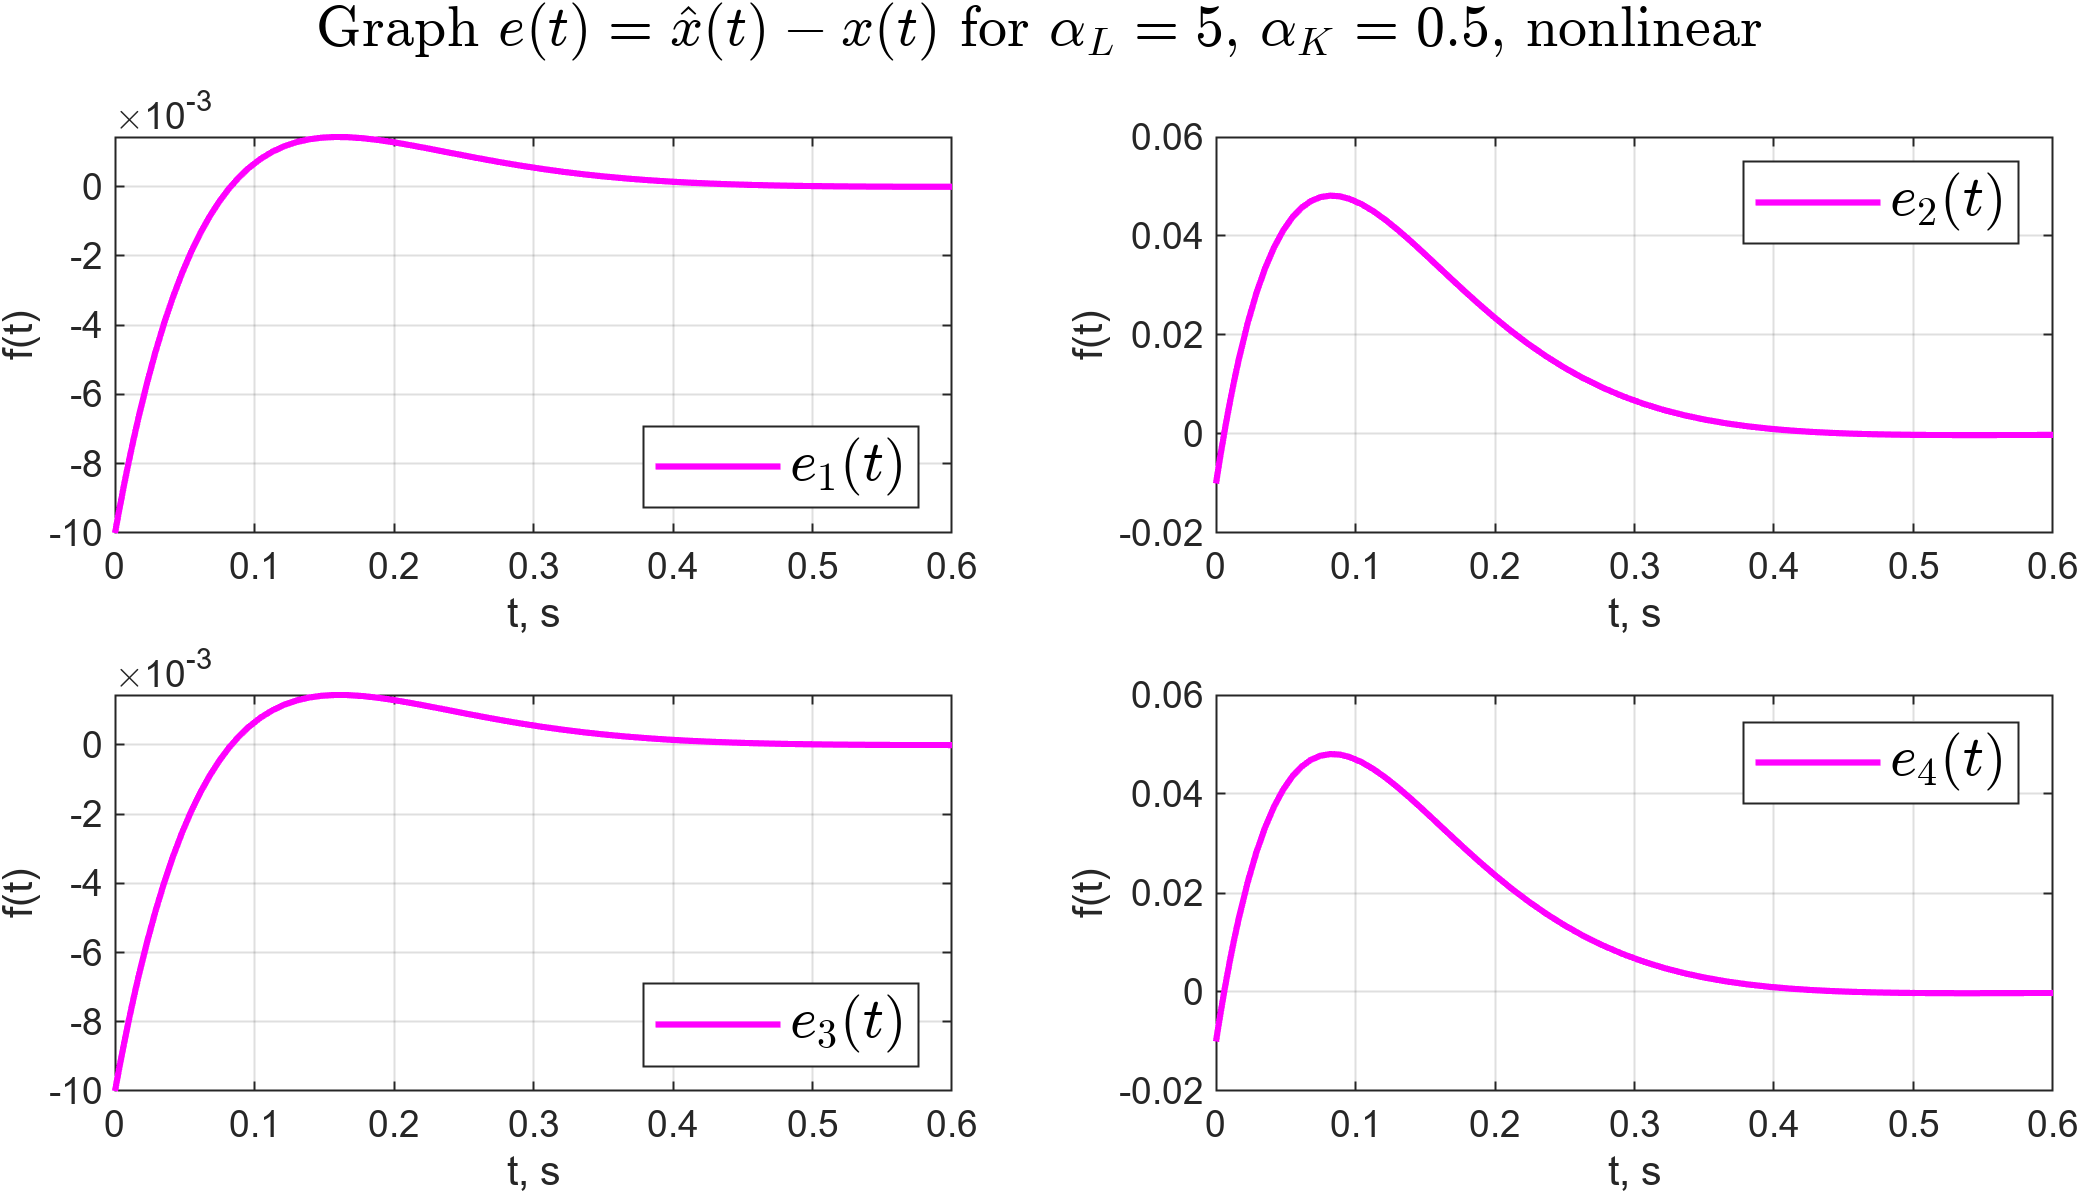 Graph e(t) = x̂(t) − x(t) for α_L = 5, α_K = 0.5, nonlinear
×10^-3
0
-2
-4
-6
-8
-10
f(t)
e_1(t)
0 0.1 0.2 0.3 0.4 0.5 0.6
t, s
0.06
0.04
0.02
0
-0.02
f(t)
e_2(t)
0 0.1 0.2 0.3 0.4 0.5 0.6
t, s
×10^-3
0
-2
-4
-6
-8
-10
f(t)
e_3(t)
0 0.1 0.2 0.3 0.4 0.5 0.6
t, s
0.06
0.04
0.02
0
-0.02
f(t)
e_4(t)
0 0.1 0.2 0.3 0.4 0.5 0.6
t, s